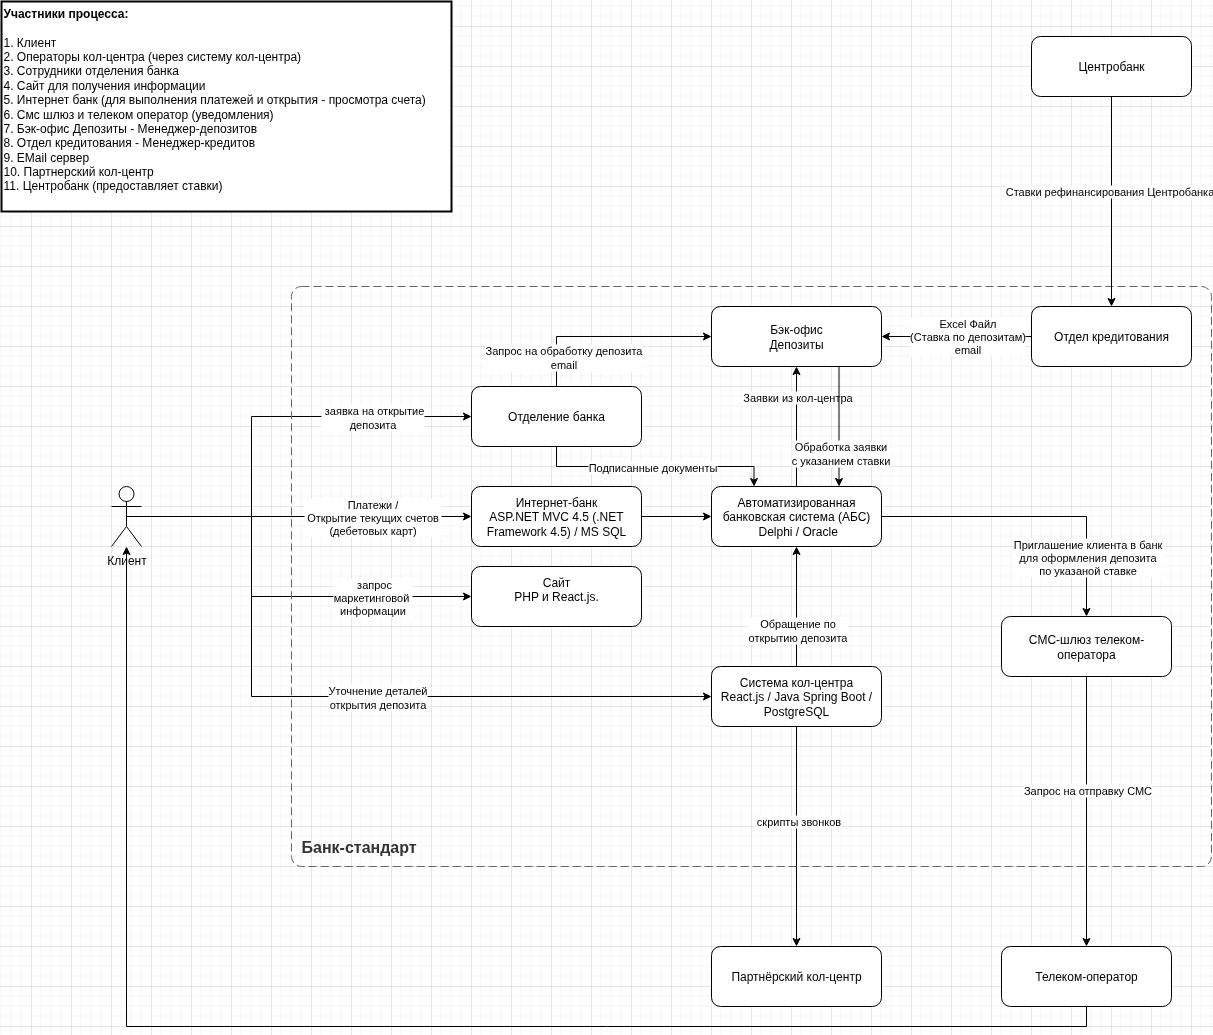 Участники процесса:
1. Клиент
2. Операторы кол-центра (через систему кол-центра)
3. Сотрудники отделения банка
4. Сайт для получения информации
5. Интернет банк (для выполнения платежей и открытия - просмотра счета)
6. Смс шлюз и телеком оператор (уведомления)
7. Бэк-офис Депозиты - Менеджер-депозитов
8. Отдел кредитования - Менеджер-кредитов
9. EMail сервер
10. Партнерский кол-центр
11. Центробанк (предоставляет ставки)
Центробанк
Ставки рефинансирования Центробанка
Бэк-офис
Депозиты
Excel Файл
(Ставка по депозитам)
email
Отдел кредитования
Запрос на обработку депозита
email
Заявки из кол-центра
заявка на открытие
депозита
Отделение банка
Обработка заявки
с указанием ставки
Подписанные документы
Клиент
Платежи /
Открытие текущих счетов
(дебетовых карт)
Интернет-банк
ASP.NET MVC 4.5 (.NET
Framework 4.5) / MS SQL
Автоматизированная
банковская система (АБС)
Delphi / Oracle
Приглашение клиента в банк
для оформления депозита
по указаной ставке
запрос
маркетинговой
информации
Сайт
PHP и React.js.
Обращение по
открытию депозита
СМС-шлюз телеком-
оператора
Уточнение деталей
открытия депозита
Система кол-центра
React.js / Java Spring Boot /
PostgreSQL
Запрос на отправку СМС
скрипты звонков
Банк-стандарт
Партнёрский кол-центр
Телеком-оператор